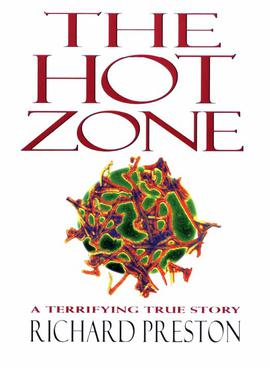 THE
HOT
ZONE
A TERRIFYING TRUE STORY
RICHARD PRESTON